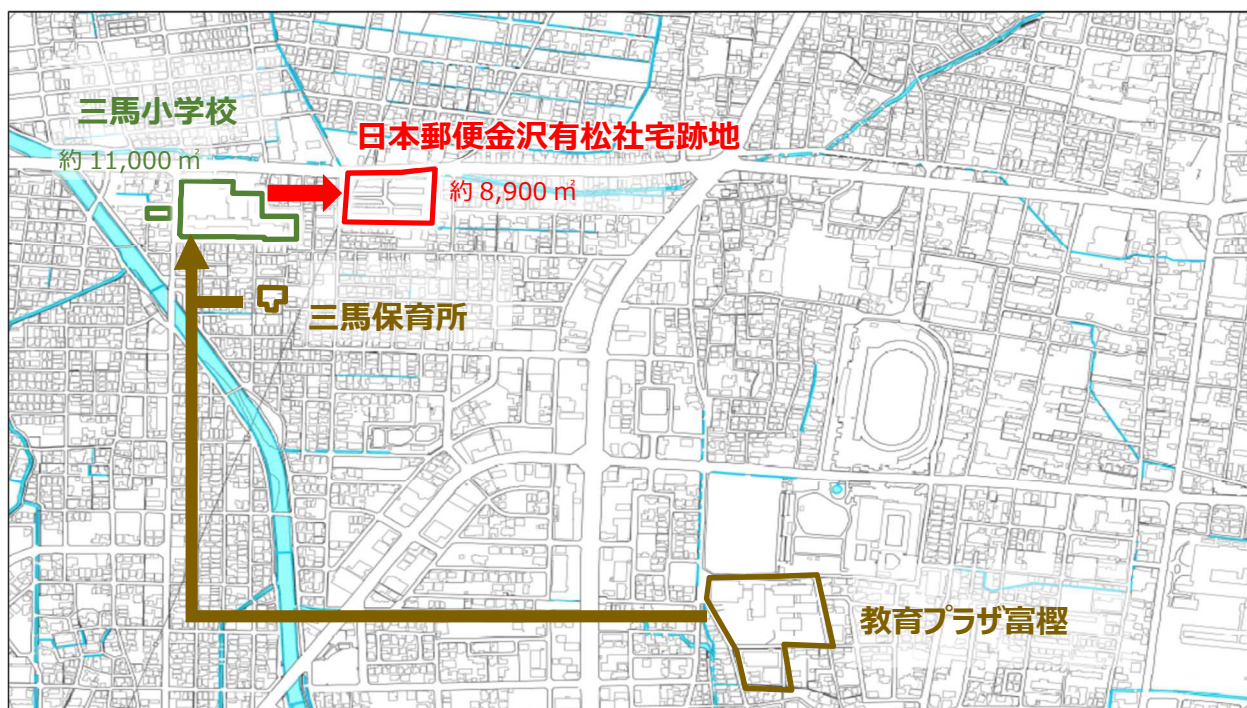 三馬小学校
約 11,000 ㎡
日本郵便金沢有松社宅跡地
約 8,900 ㎡
三馬保育所
教育プラザ富樫